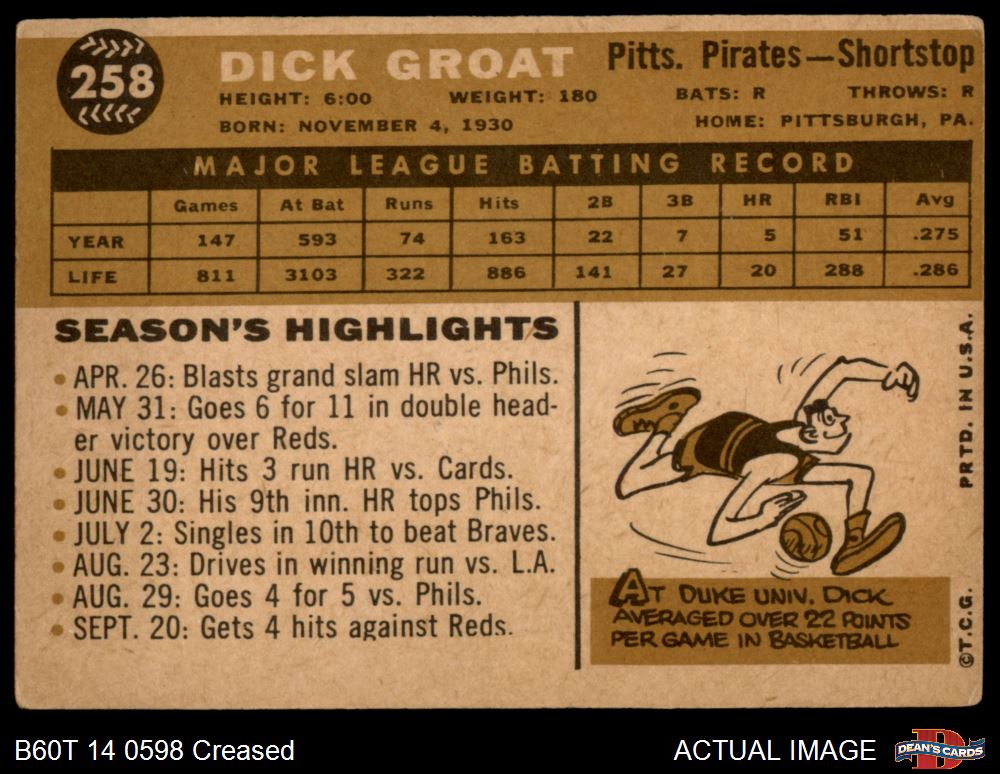 258
DICK GROAT
Pitts. Pirates—Shortstop
HEIGHT: 6:00 WEIGHT: 180 BATS: R THROWS: R
BORN: NOVEMBER 4, 1930 HOME: PITTSBURGH, PA.
MAJOR LEAGUE BATTING RECORD
Games At Bat Runs Hits 2B 3B HR RBI Avg
YEAR 147 593 74 163 22 7 5 51 .275
LIFE 811 3103 322 886 141 27 20 288 .286
SEASON'S HIGHLIGHTS
• APR. 26: Blasts grand slam HR vs. Phils.
• MAY 31: Goes 6 for 11 in double head-
er victory over Reds.
• JUNE 19: Hits 3 run HR vs. Cards.
• JUNE 30: His 9th inn. HR tops Phils.
• JULY 2: Singles in 10th to beat Braves.
• AUG. 23: Drives in winning run vs. L.A.
• AUG. 29: Goes 4 for 5 vs. Phils.
• SEPT. 20: Gets 4 hits against Reds.
AT DUKE UNIV. DICK
AVERAGED OVER 22 POINTS
PER GAME IN BASKETBALL
©T.C.G. PRTD. IN U.S.A.
B60T 14 0598 Creased
ACTUAL IMAGE
D
DEAN'S CARDS